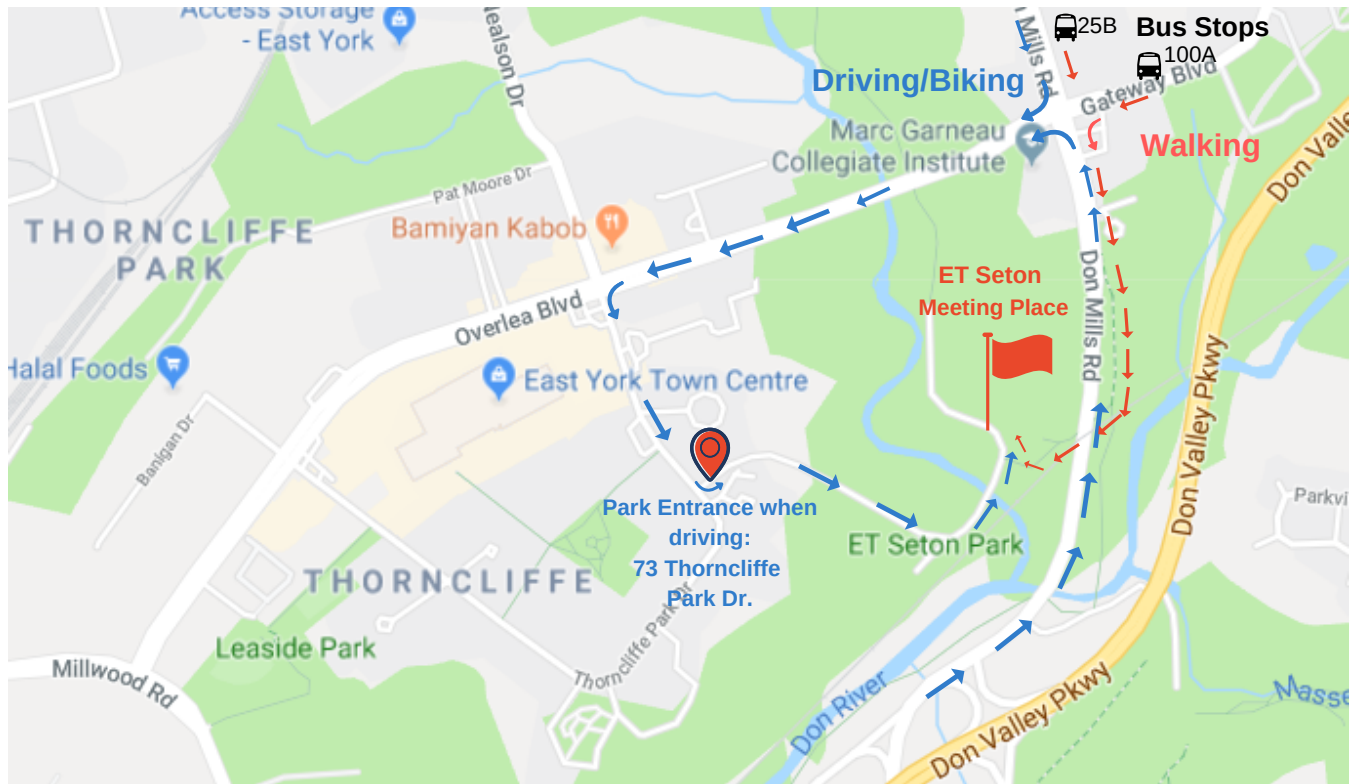 Access Storage
- East York
Nealson Dr
n Mills Rd
25B
Bus Stops
100A
Gateway Blvd
Driving/Biking
Marc Garneau
Collegiate Institute
Walking
Don Valle
Pat Moore Dr
THORNCLIFFE
PARK
Bamiyan Kabob
ET Seton
Meeting Place
Don Mills Rd
Overlea Blvd
Halal Foods
East York Town Centre
Don Valley Pkwy
Banigan Dr
Park Entrance when
driving:
73 Thorncliffe
Park Dr.
ET Seton Park
Parkvi
THORNCLIFFE
Leaside Park
Thorncliffe Park Dr
Millwood Rd
Don River
Don Valley Pkwy
Masse